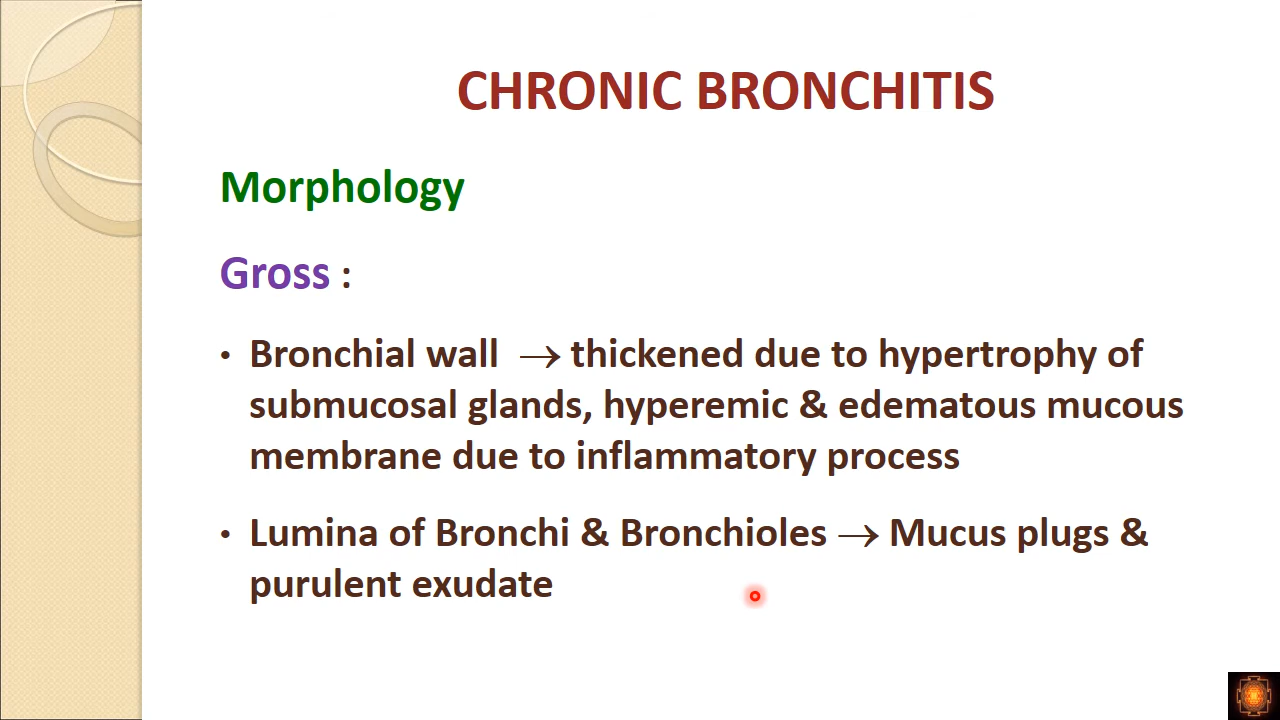 CHRONIC BRONCHITIS
Morphology
Gross :
• Bronchial wall → thickened due to hypertrophy of
submucosal glands, hyperemic & edematous mucous
membrane due to inflammatory process
• Lumina of Bronchi & Bronchioles → Mucus plugs &
purulent exudate